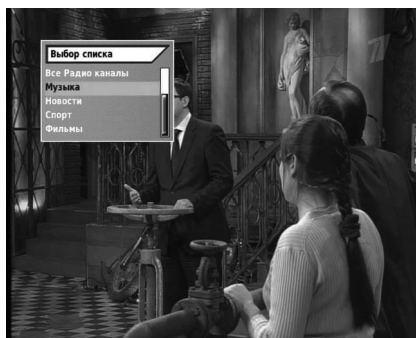 Выбор списка
Все Радио каналы
Музыка
Новости
Спорт
Фильмы